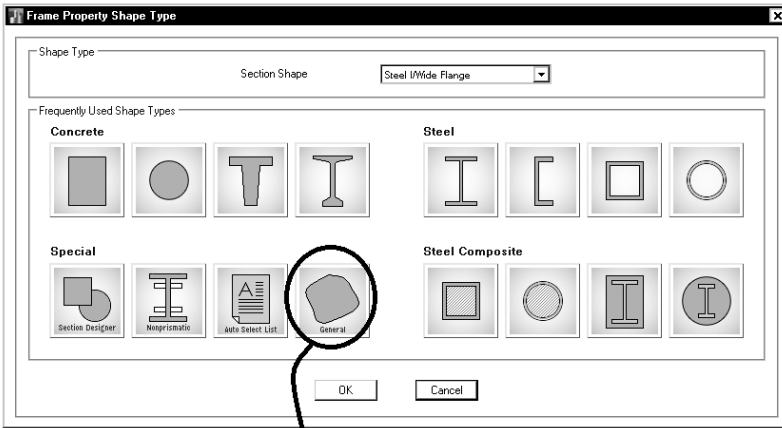 Frame Property Shape Type
Shape Type
Section Shape
Steel I/Wide Flange
Frequently Used Shape Types
Concrete
Steel
Special
Steel Composite
Section Designer
Nonprismatic
Auto Select List
General
OK
Cancel